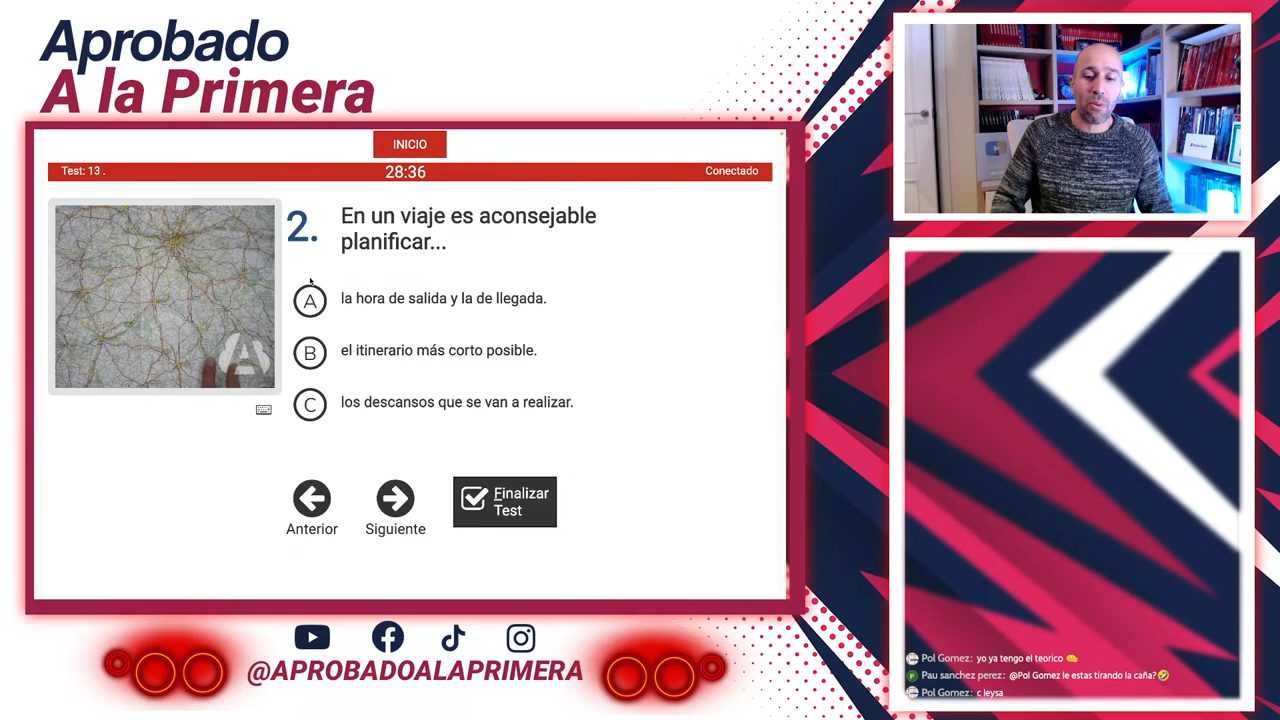 Aprobado
A la Primera
INICIO
Test: 13 .
28:36
Conectado
2.
En un viaje es aconsejable
planificar...
A
la hora de salida y la de llegada.
B
el itinerario más corto posible.
C
los descansos que se van a realizar.
Anterior
Siguiente
Finalizar
Test
@APROBADOALAPRIMERA
Pol Gomez: yo ya tengo el teorico
P Pau sanchez perez: @Pol Gomez le estas tirando la caña?🤣
Pol Gomez: c leysa